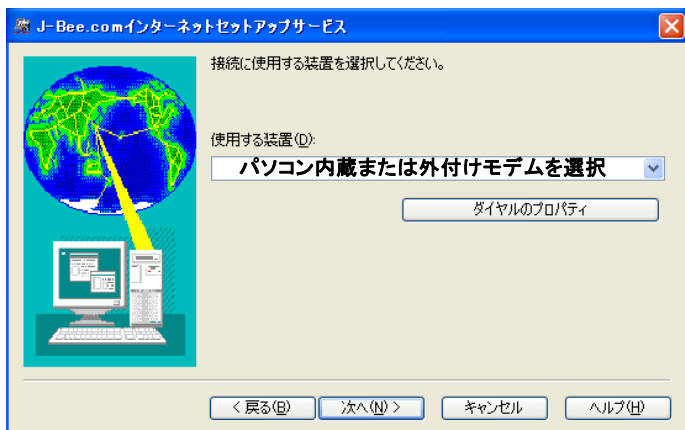 J-Bee.comインターネットセットアップサービス
接続に使用する装置を選択してください。
使用する装置(D):
パソコン内蔵または外付けモデムを選択
ダイヤルのプロパティ
< 戻る(B) 次へ(N) > キャンセル ヘルプ(H)